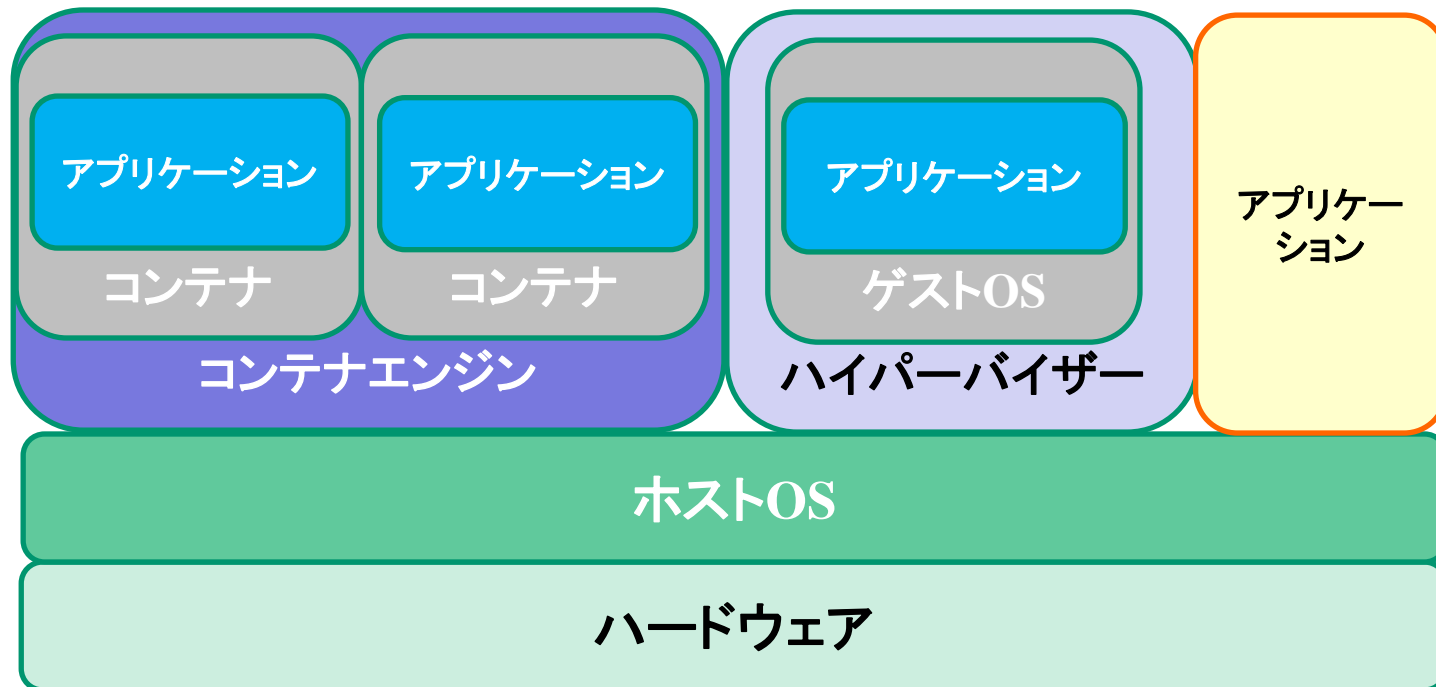 アプリケーション
アプリケーション
アプリケーション
アプリケー
ション
コンテナ
コンテナ
ゲストOS
コンテナエンジン
ハイパーバイザー
ホストOS
ハードウェア